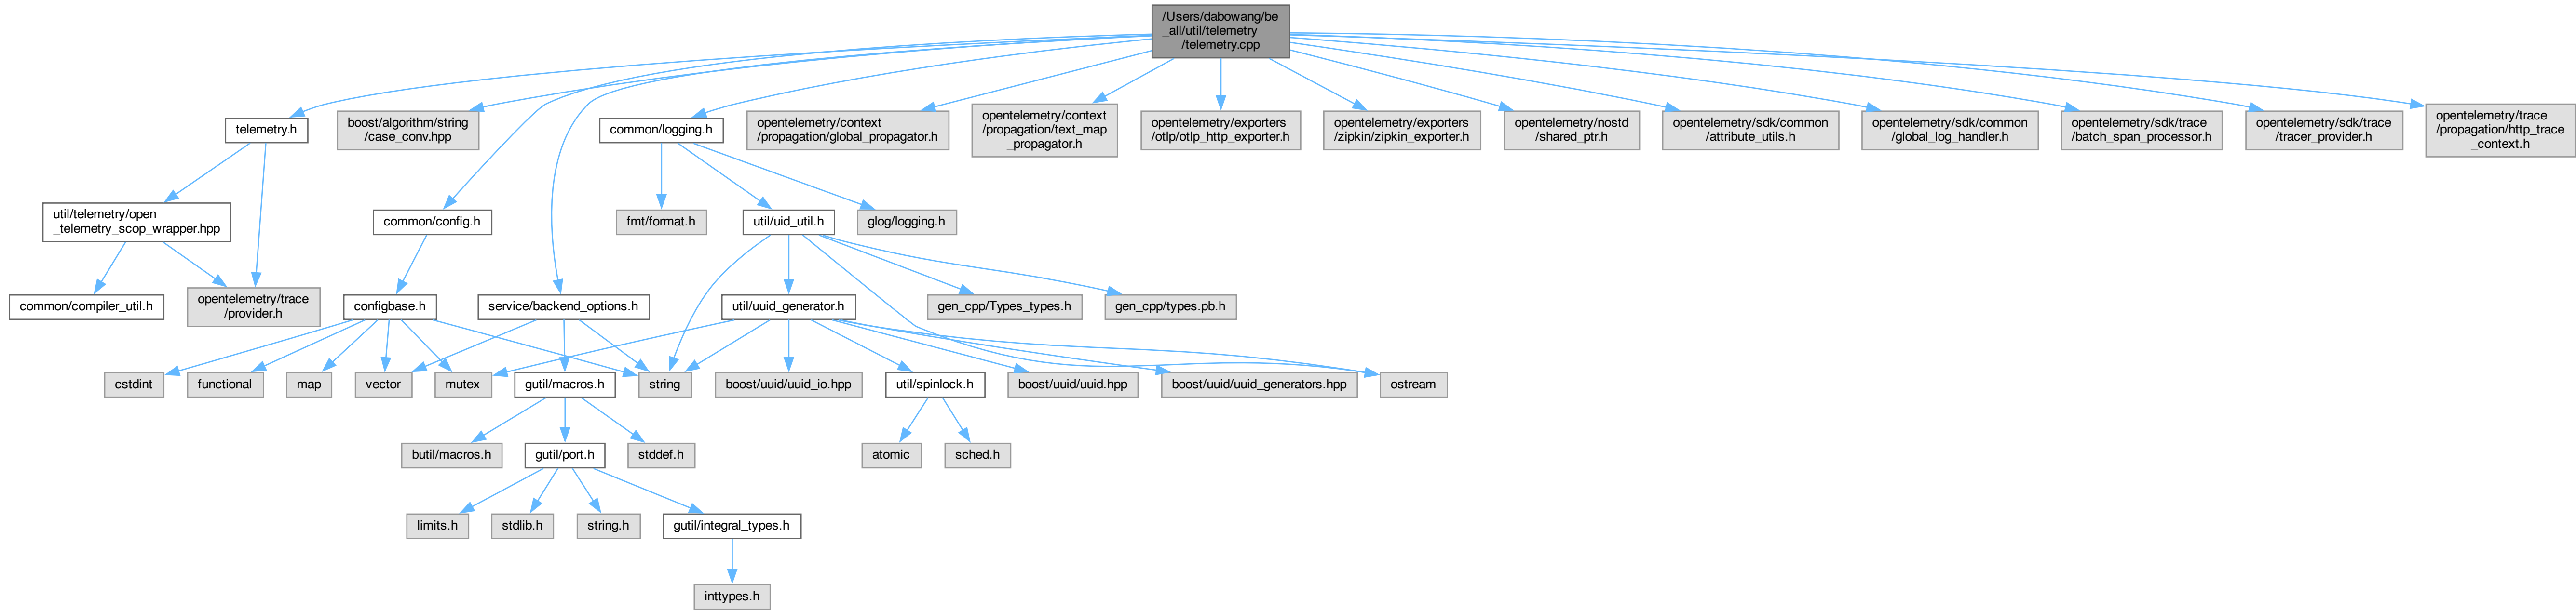 /Users/dabowang/be
_all/util/telemetry
/telemetry.cpp
telemetry.h
boost/algorithm/string
/case_conv.hpp
common/logging.h
opentelemetry/context
/propagation/global_propagator.h
opentelemetry/context
/propagation/text_map
_propagator.h
opentelemetry/exporters
/otlp/otlp_http_exporter.h
opentelemetry/exporters
/zipkin/zipkin_exporter.h
opentelemetry/nostd
/shared_ptr.h
opentelemetry/sdk/common
/attribute_utils.h
opentelemetry/sdk/common
/global_log_handler.h
opentelemetry/sdk/trace
/batch_span_processor.h
opentelemetry/sdk/trace
/tracer_provider.h
opentelemetry/trace
/propagation/http_trace
_context.h
util/telemetry/open
_telemetry_scop_wrapper.hpp
common/config.h
fmt/format.h
util/uid_util.h
glog/logging.h
common/compiler_util.h
opentelemetry/trace
/provider.h
configbase.h
service/backend_options.h
util/uuid_generator.h
gen_cpp/Types_types.h
gen_cpp/types.pb.h
cstdint
functional
map
vector
mutex
gutil/macros.h
string
boost/uuid/uuid_io.hpp
util/spinlock.h
boost/uuid/uuid.hpp
boost/uuid/uuid_generators.hpp
ostream
butil/macros.h
gutil/port.h
stddef.h
atomic
sched.h
limits.h
stdlib.h
string.h
gutil/integral_types.h
inttypes.h